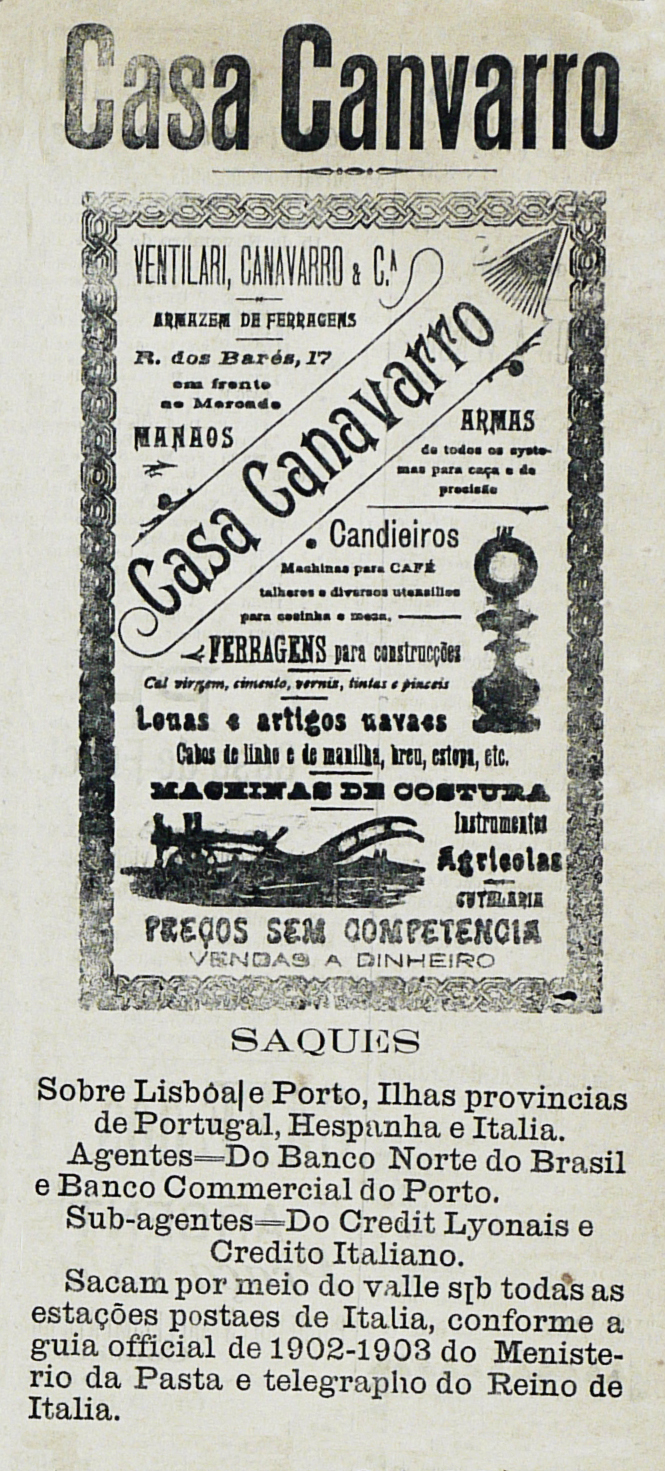 Casa Canvarro
VENTILARI, CANAVARRO & C.ᴬ
ARMAZEM DE FERRAGENS
R. dos Barés, 17
em frente
ao Mercado
MANAOS
Casa Canavarro
ARMAS
de todos os syste-
mas para caça e de
precisão
Candieiros
Machinas para CAFÉ
talheres e diversos utensilios
para cosinha e meza,
FERRAGENS para construcções
Cal virgem, cimento, vernis, tintas e pinceis
Lonas e artigos navaes
Cabos de linho e de manilha, breu, estopa, etc.
MACHINAS DE COSTURA
Instrumentos
Agricolas
CUTELARIA
PREÇOS SEM COMPETENCIA
VENDAS A DINHEIRO
SAQUES
Sobre Lisbôa|e Porto, Ilhas provincias
de Portugal, Hespanha e Italia.
Agentes=Do Banco Norte do Brasil
e Banco Commercial do Porto.
Sub-agentes=Do Credit Lyonais e
Credito Italiano.
Sacam por meio do valle s[b todas as
estações postaes de Italia, conforme a
guia official de 1902-1903 do Meniste-
rio da Pasta e telegrapho do Reino de
Italia.